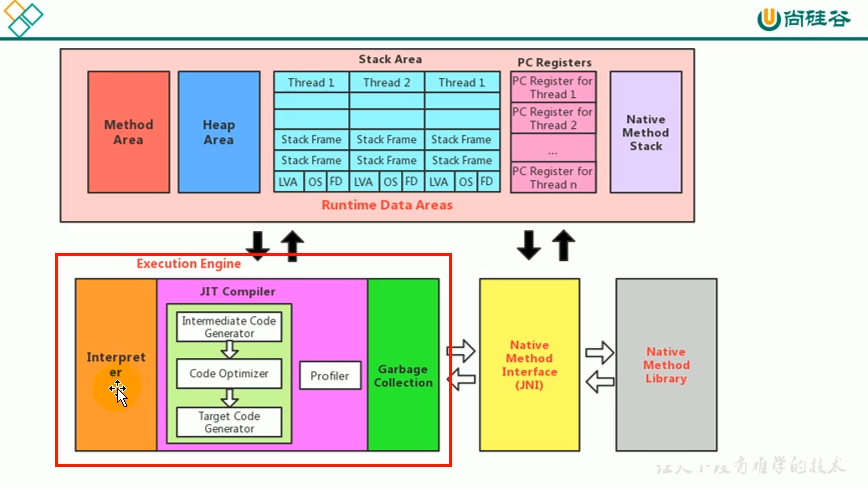 尚硅谷
Stack Area
PC Registers
Method
Area
Heap
Area
Thread 1
Thread 2
Thread 1
Stack Frame
Stack Frame
Stack Frame
Stack Frame
Stack Frame
Stack Frame
LVA
OS
FD
LVA
OS
FD
LVA
OS
FD
PC Register for
Thread 1
PC Register for
Thread 2
...
PC Register for
Thread n
Native
Method
Stack
Runtime Data Areas
Execution Engine
Interpret
er
JIT Compiler
Intermediate Code
Generator
Code Optimizer
Target Code
Generator
Profiler
Garbage
Collection
Native
Method
Interface
(JNI)
Native
Method
Library
让天下没有难学的技术